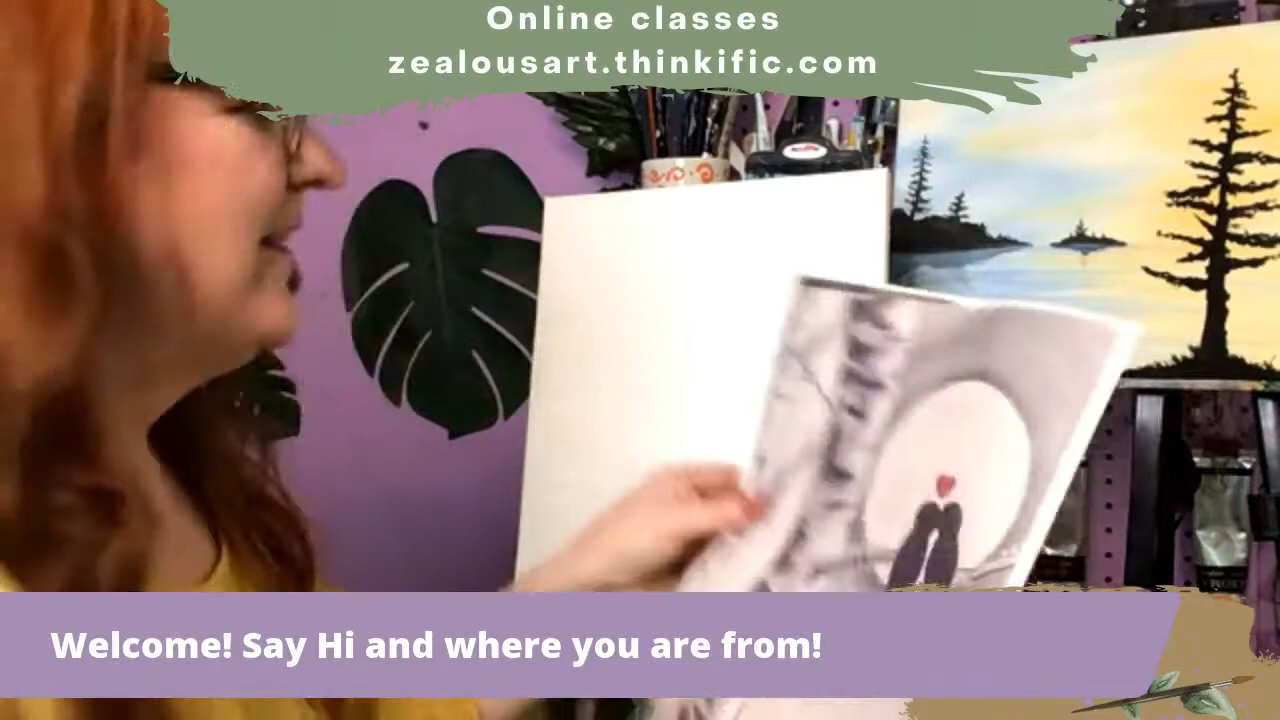 Online classes
zealousart.thinkific.com
Welcome! Say Hi and where you are from!